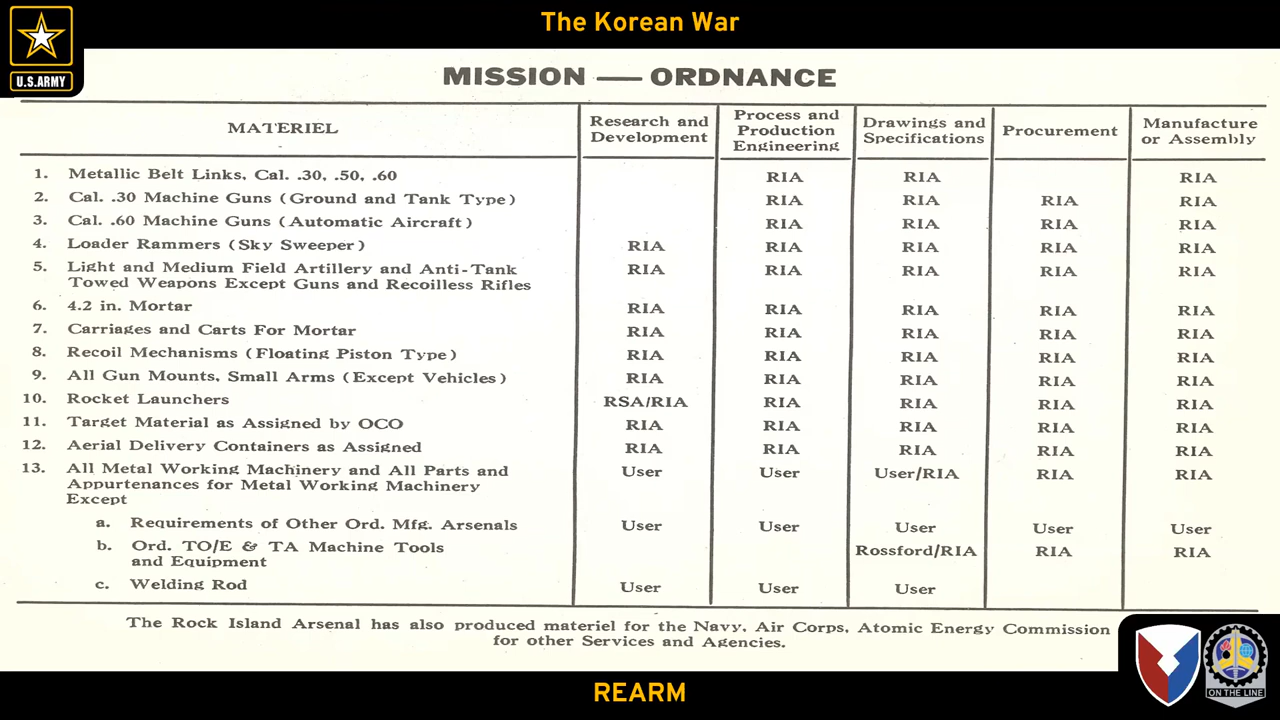 The Korean War
U.S.ARMY
MISSION — ORDNANCE
MATERIEL
Research and
Development
Process and
Production
Engineering
Drawings and
Specifications
Procurement
Manufacture
or Assembly
1. Metallic Belt Links, Cal. .30, .50, .60 RIA RIA RIA
2. Cal. .30 Machine Guns (Ground and Tank Type) RIA RIA RIA RIA
3. Cal. .60 Machine Guns (Automatic Aircraft) RIA RIA RIA RIA
4. Loader Rammers (Sky Sweeper) RIA RIA RIA RIA RIA
5. Light and Medium Field Artillery and Anti-Tank RIA RIA RIA RIA RIA
Towed Weapons Except Guns and Recoilless Rifles
6. 4.2 in. Mortar RIA RIA RIA RIA RIA
7. Carriages and Carts For Mortar RIA RIA RIA RIA RIA
8. Recoil Mechanisms (Floating Piston Type) RIA RIA RIA RIA RIA
9. All Gun Mounts, Small Arms (Except Vehicles) RIA RIA RIA RIA RIA
10. Rocket Launchers RSA/RIA RIA RIA RIA RIA
11. Target Material as Assigned by OCO RIA RIA RIA RIA RIA
12. Aerial Delivery Containers as Assigned RIA RIA RIA RIA RIA
13. All Metal Working Machinery and All Parts and User User User/RIA RIA RIA
Appurtenances for Metal Working Machinery
Except
a. Requirements of Other Ord. Mfg. Arsenals User User User User User
b. Ord. TO/E & TA Machine Tools Rossford/RIA RIA RIA
and Equipment
c. Welding Rod User User User
The Rock Island Arsenal has also produced materiel for the Navy, Air Corps, Atomic Energy Commission
for other Services and Agencies.
ON THE LINE
REARM